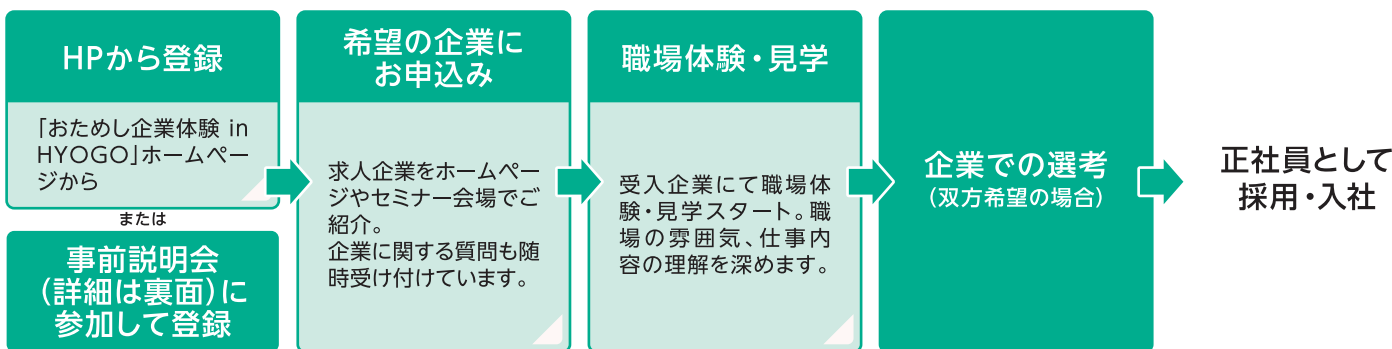 HPから登録
「おためし企業体験 in
HYOGO」ホームペー
ジから
または
事前説明会
（詳細は裏面）に
参加して登録
希望の企業に
お申込み
求人企業をホームペー
ジやセミナー会場でご
紹介。
企業に関する質問も随
時受け付けています。
職場体験・見学
受入企業にて職場体
験・見学スタート。職
場の雰囲気、仕事内
容の理解を深めます。
企業での選考
（双方希望の場合）
正社員として
採用・入社